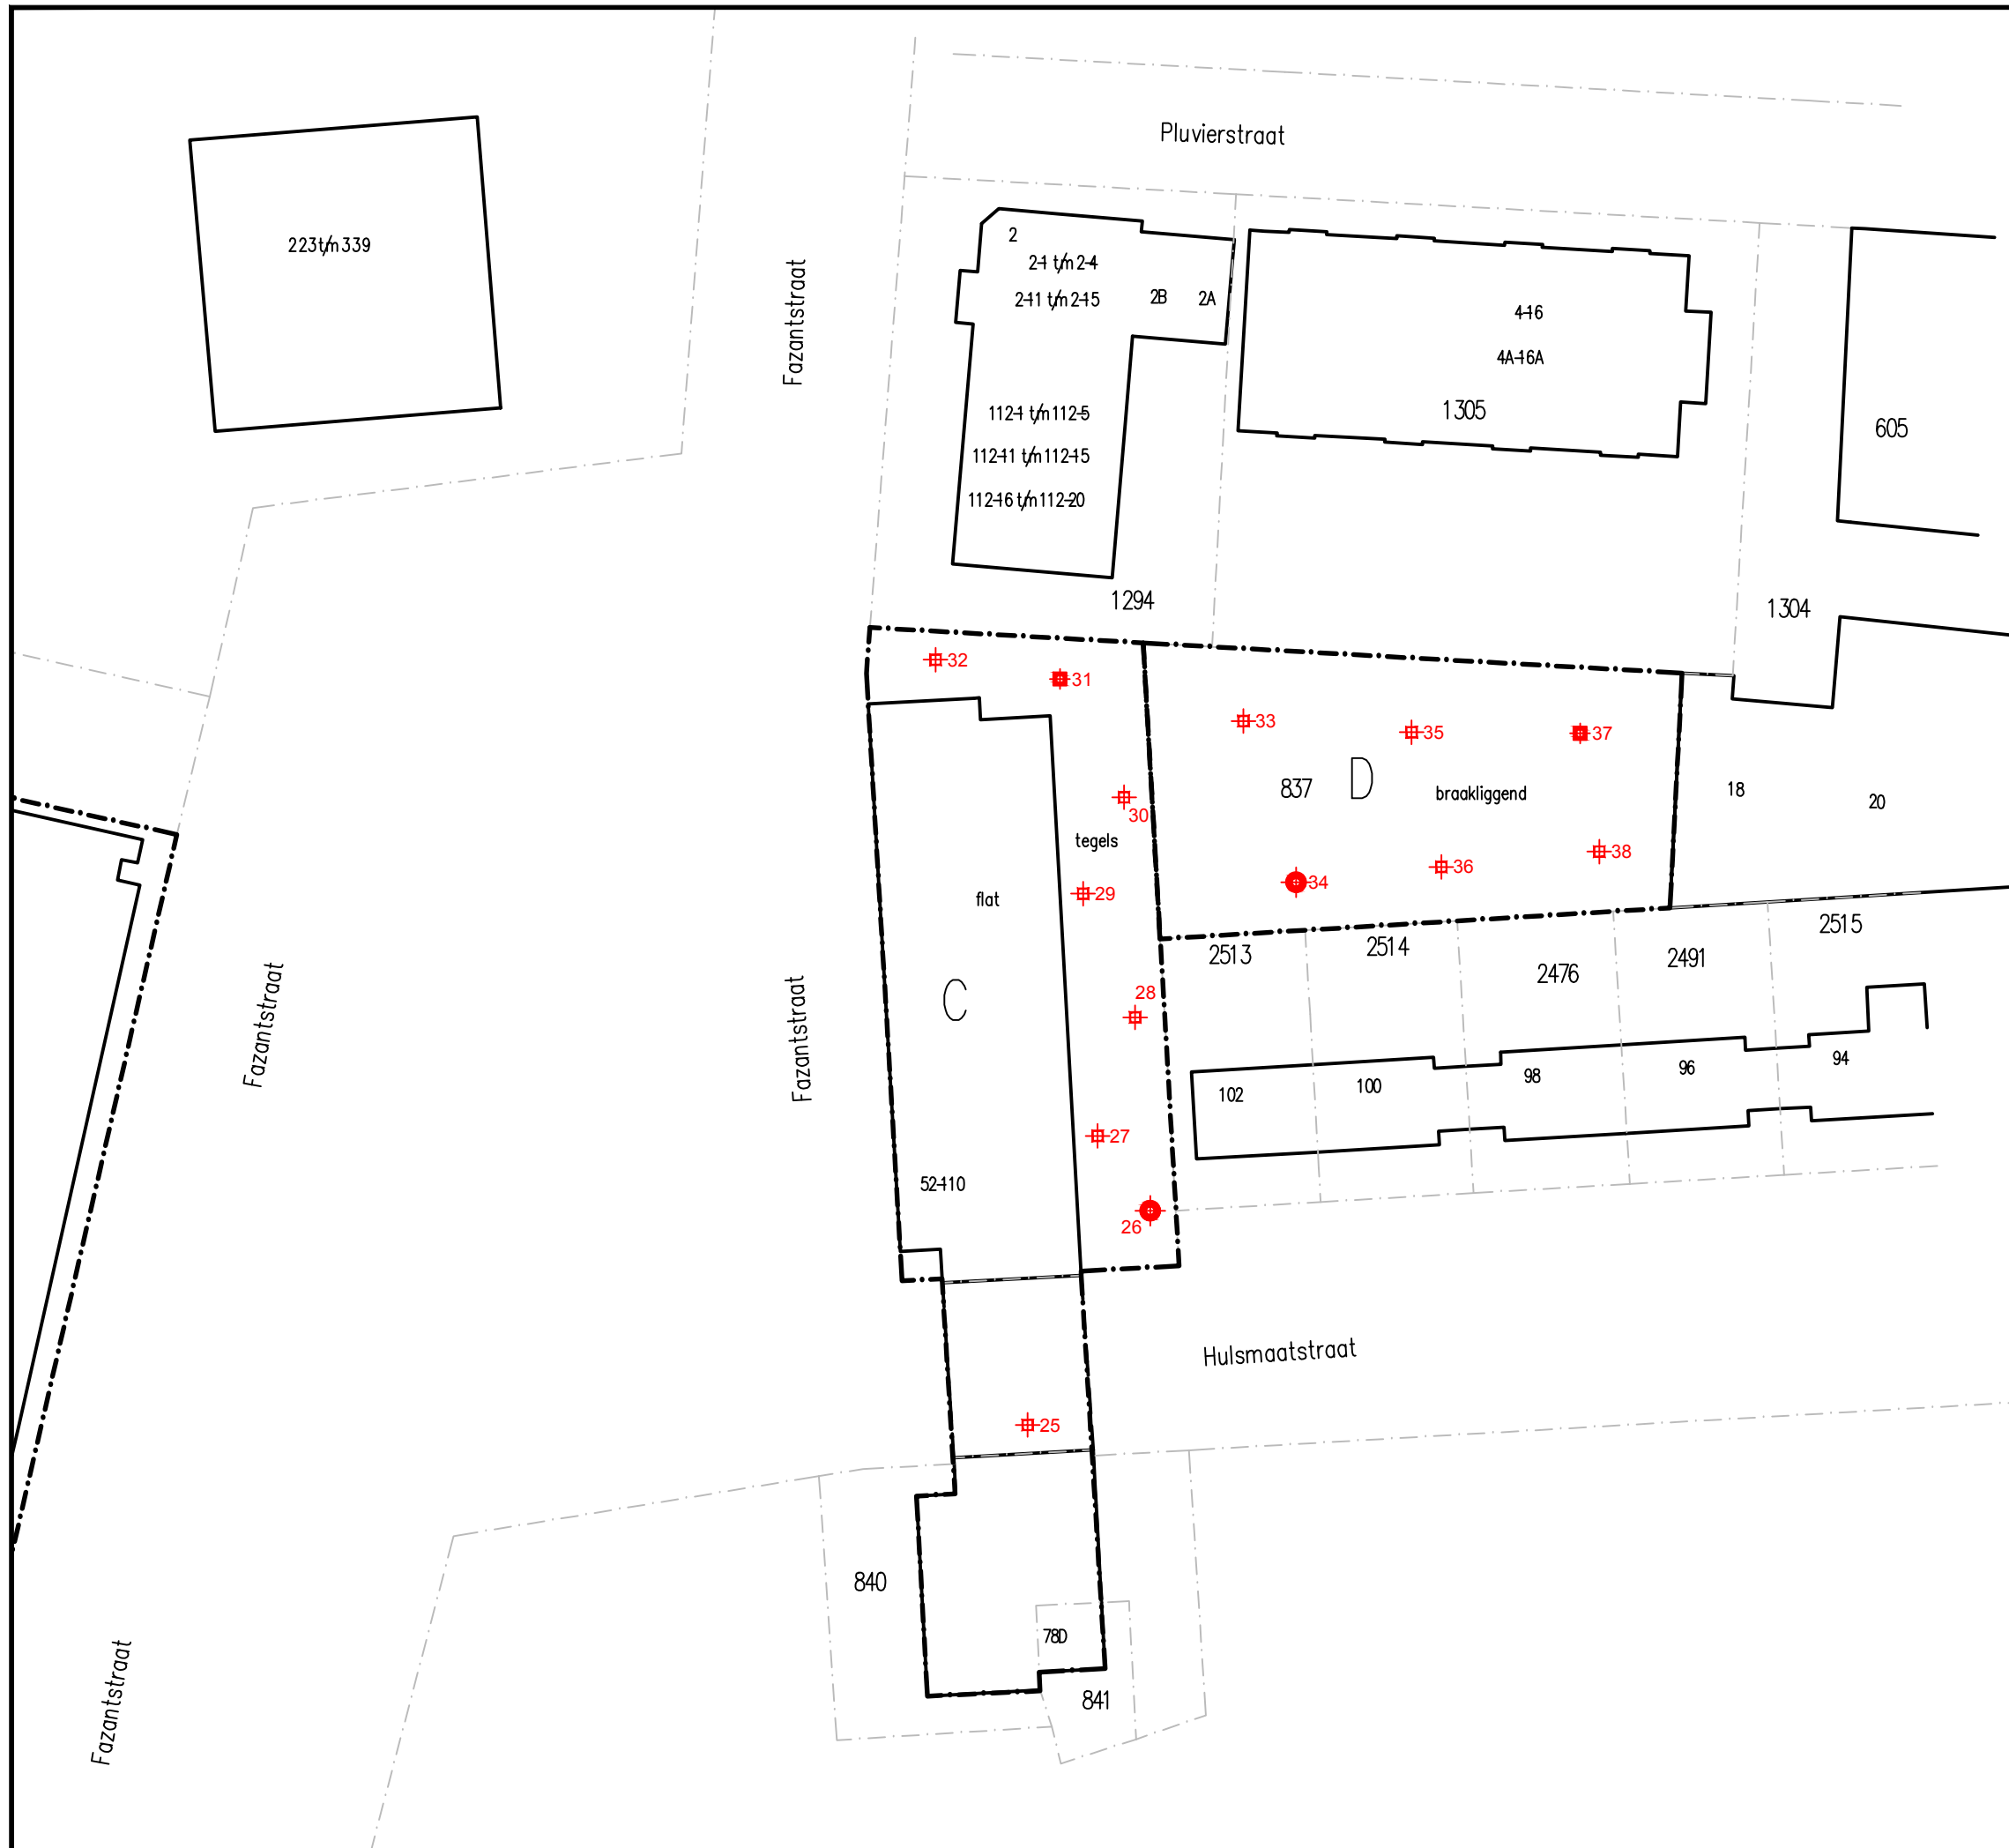 Pluvierstraat
223t/m339
Fazantstraat
2
2-1 t/m 2-4
2-11 t/m 2-15
2B
2A
4-16
4A-16A
1305
605
112-1 t/m 112-5
112-11 t/m 112-15
112-16 t/m 112-20
1294
1304
32
31
33
35
37
837
D
braakliggend
18
20
30
tegels
29
34
36
38
flat
2513
2514
2476
2491
2515
C
28
Fazantstraat
Fazantstraat
102
100
98
96
94
27
52-110
26
Hulsmaatstraat
25
840
78D
841
Fazantstraat